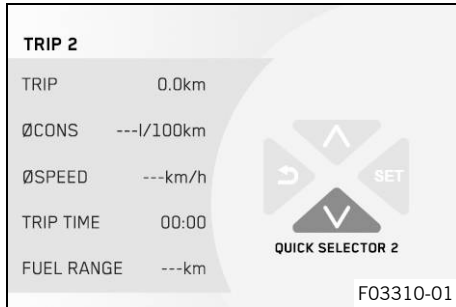 TRIP 2
TRIP 0.0km
ØCONS ---l/100km
ØSPEED ---km/h
TRIP TIME 00:00
FUEL RANGE ---km
SET
QUICK SELECTOR 2
F03310-01